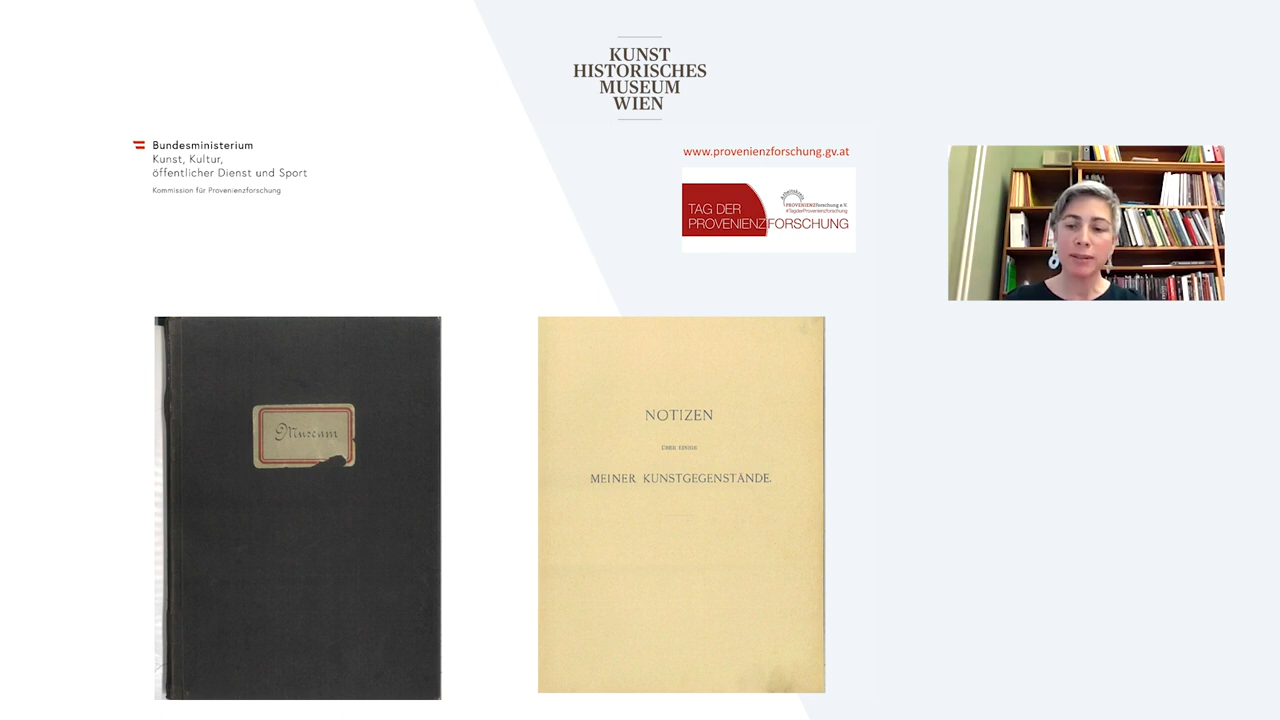 KUNST
HISTORISCHES
MUSEUM
WIEN
Bundesministerium
Kunst, Kultur,
öffentlicher Dienst und Sport
Kommission für Provenienzforschung
www.provenienzforschung.gv.at
TAG DER
PROVENIENZFORSCHUNG
Arbeitskreis
PROVENIENZforschung e.V.
#TagderProvenienzforschung
Museum
NOTIZEN
ÜBER EINIGE
MEINER KUNSTGEGENSTÄNDE.